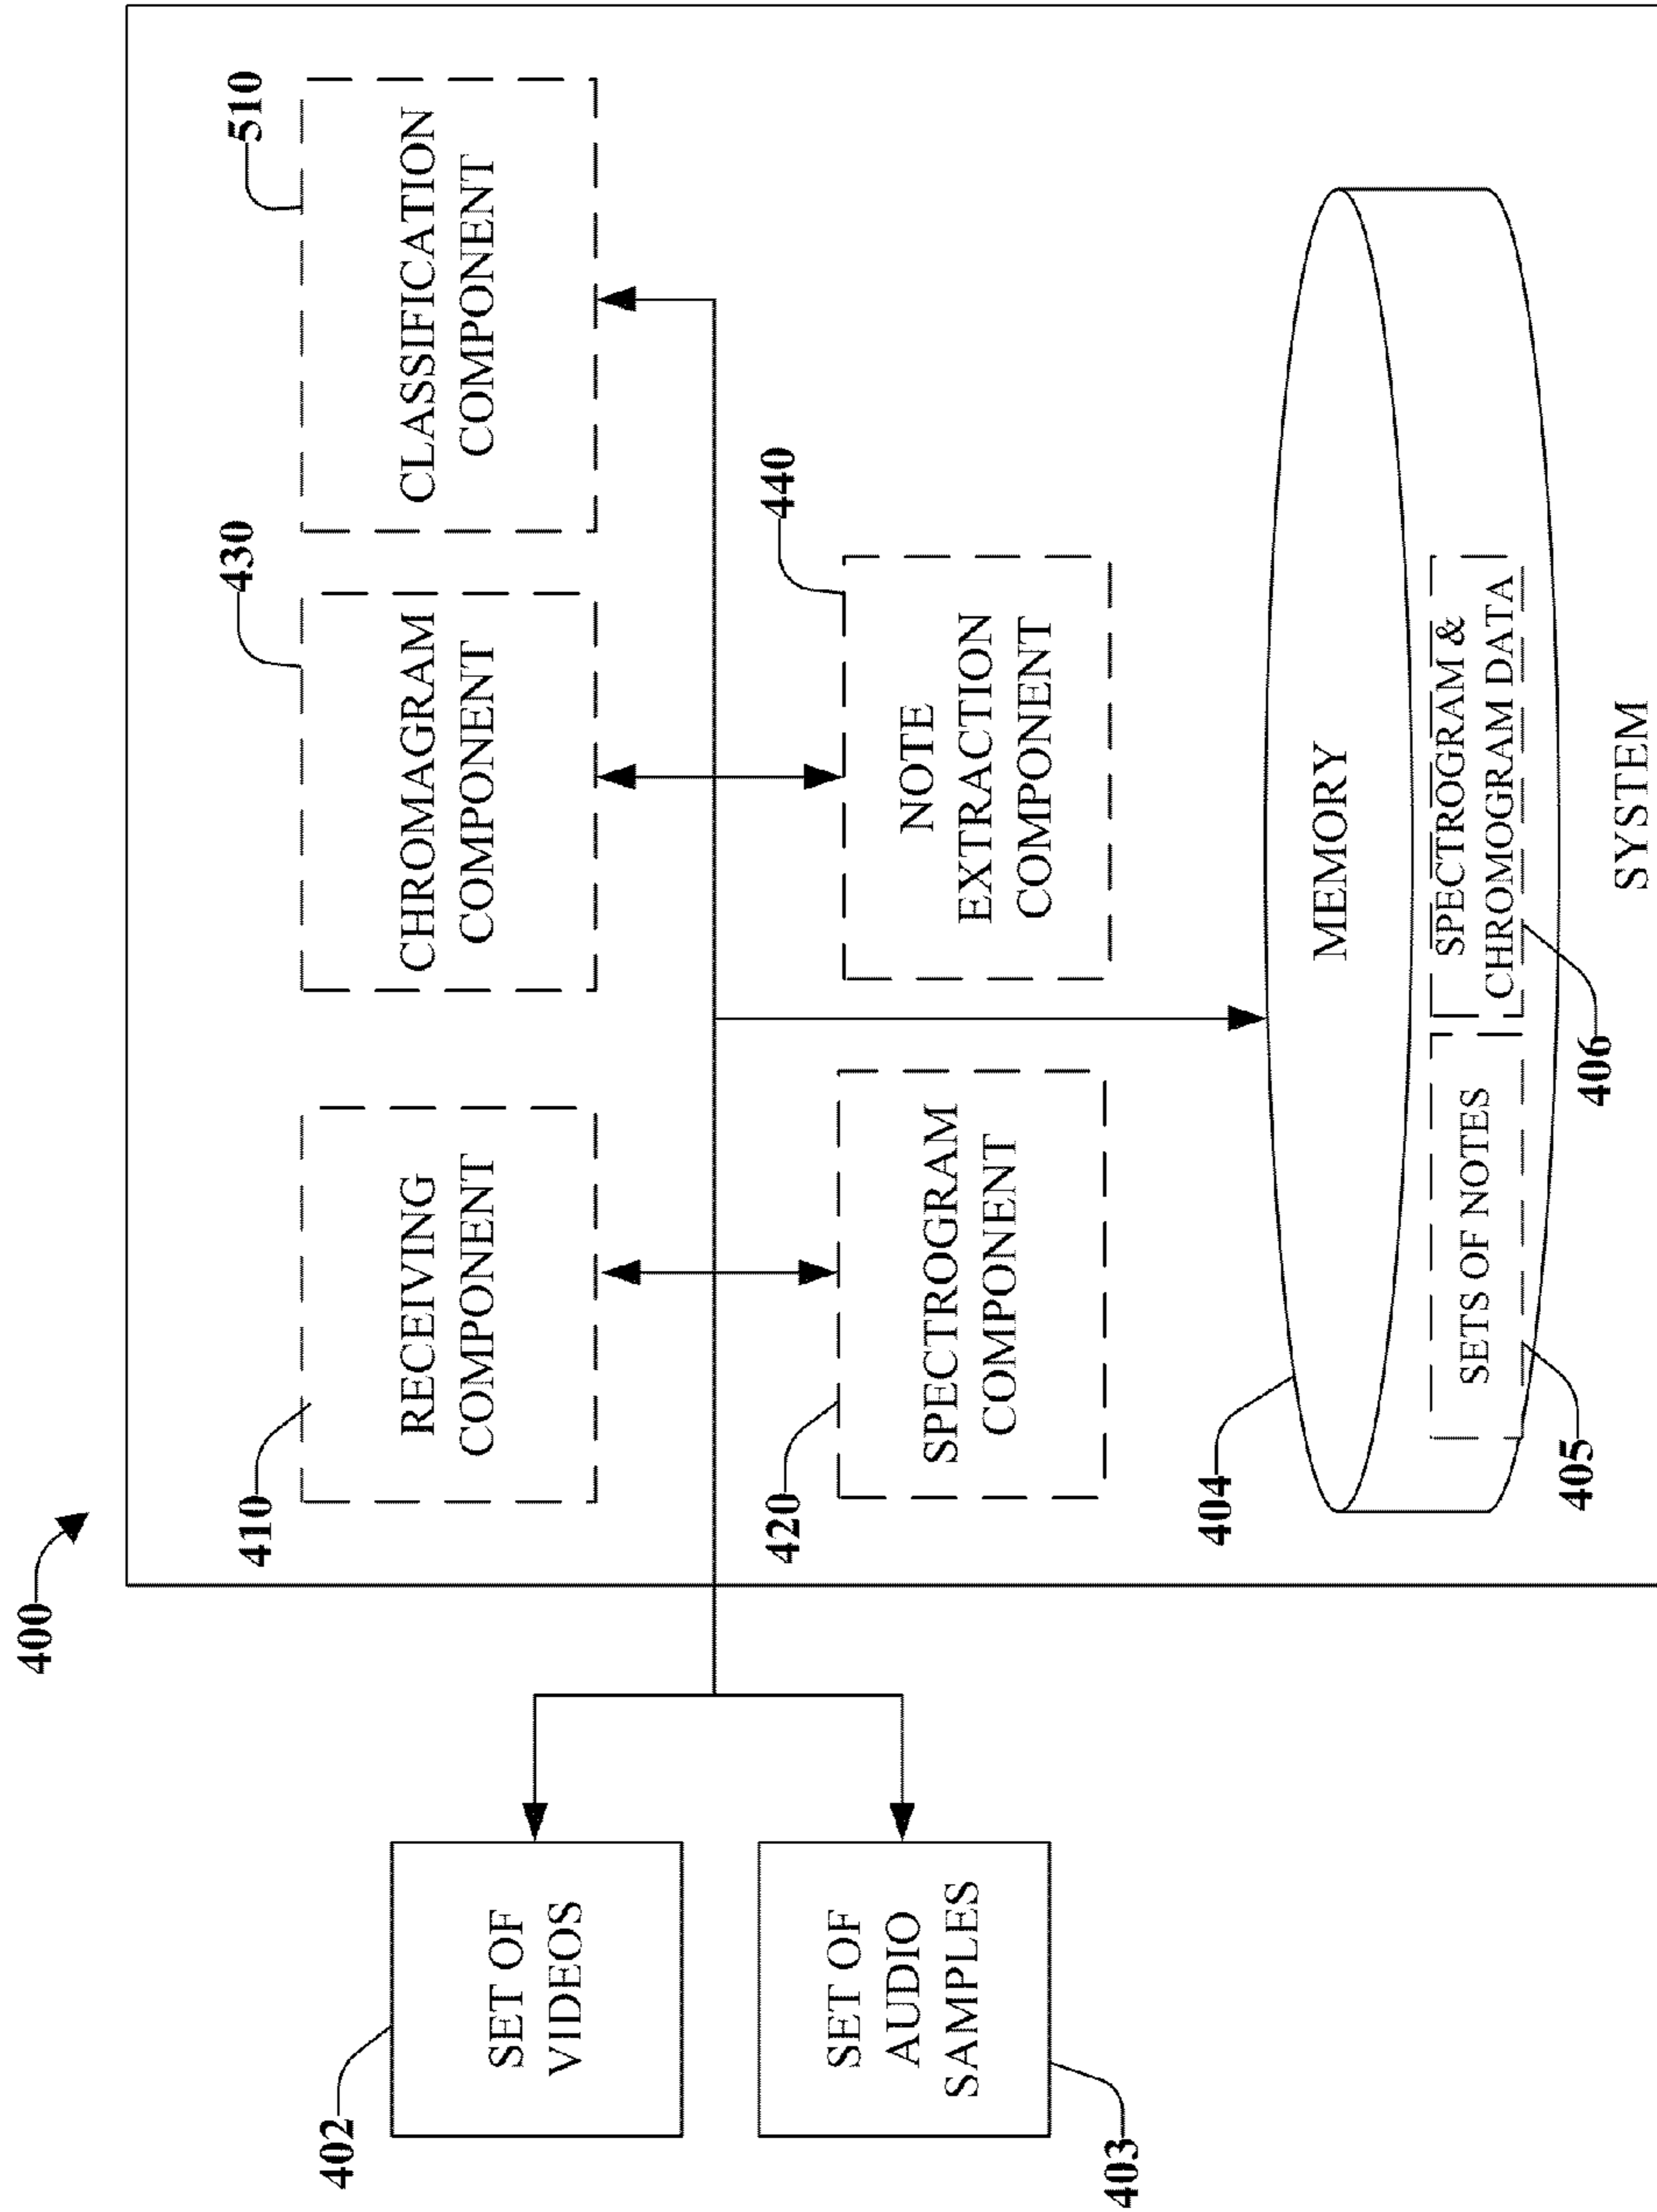 400
402
SET OF
VIDEOS
403
SET OF
AUDIO
SAMPLES
410
RECEIVING
COMPONENT
430
CHROMAGRAM
COMPONENT
510
CLASSIFICATION
COMPONENT
420
SPECTROGRAM
COMPONENT
440
NOTE
EXTRACTION
COMPONENT
404
MEMORY
SETS OF NOTES
405
SPECTROGRAM &
CHROMOGRAM DATA
406
SYSTEM